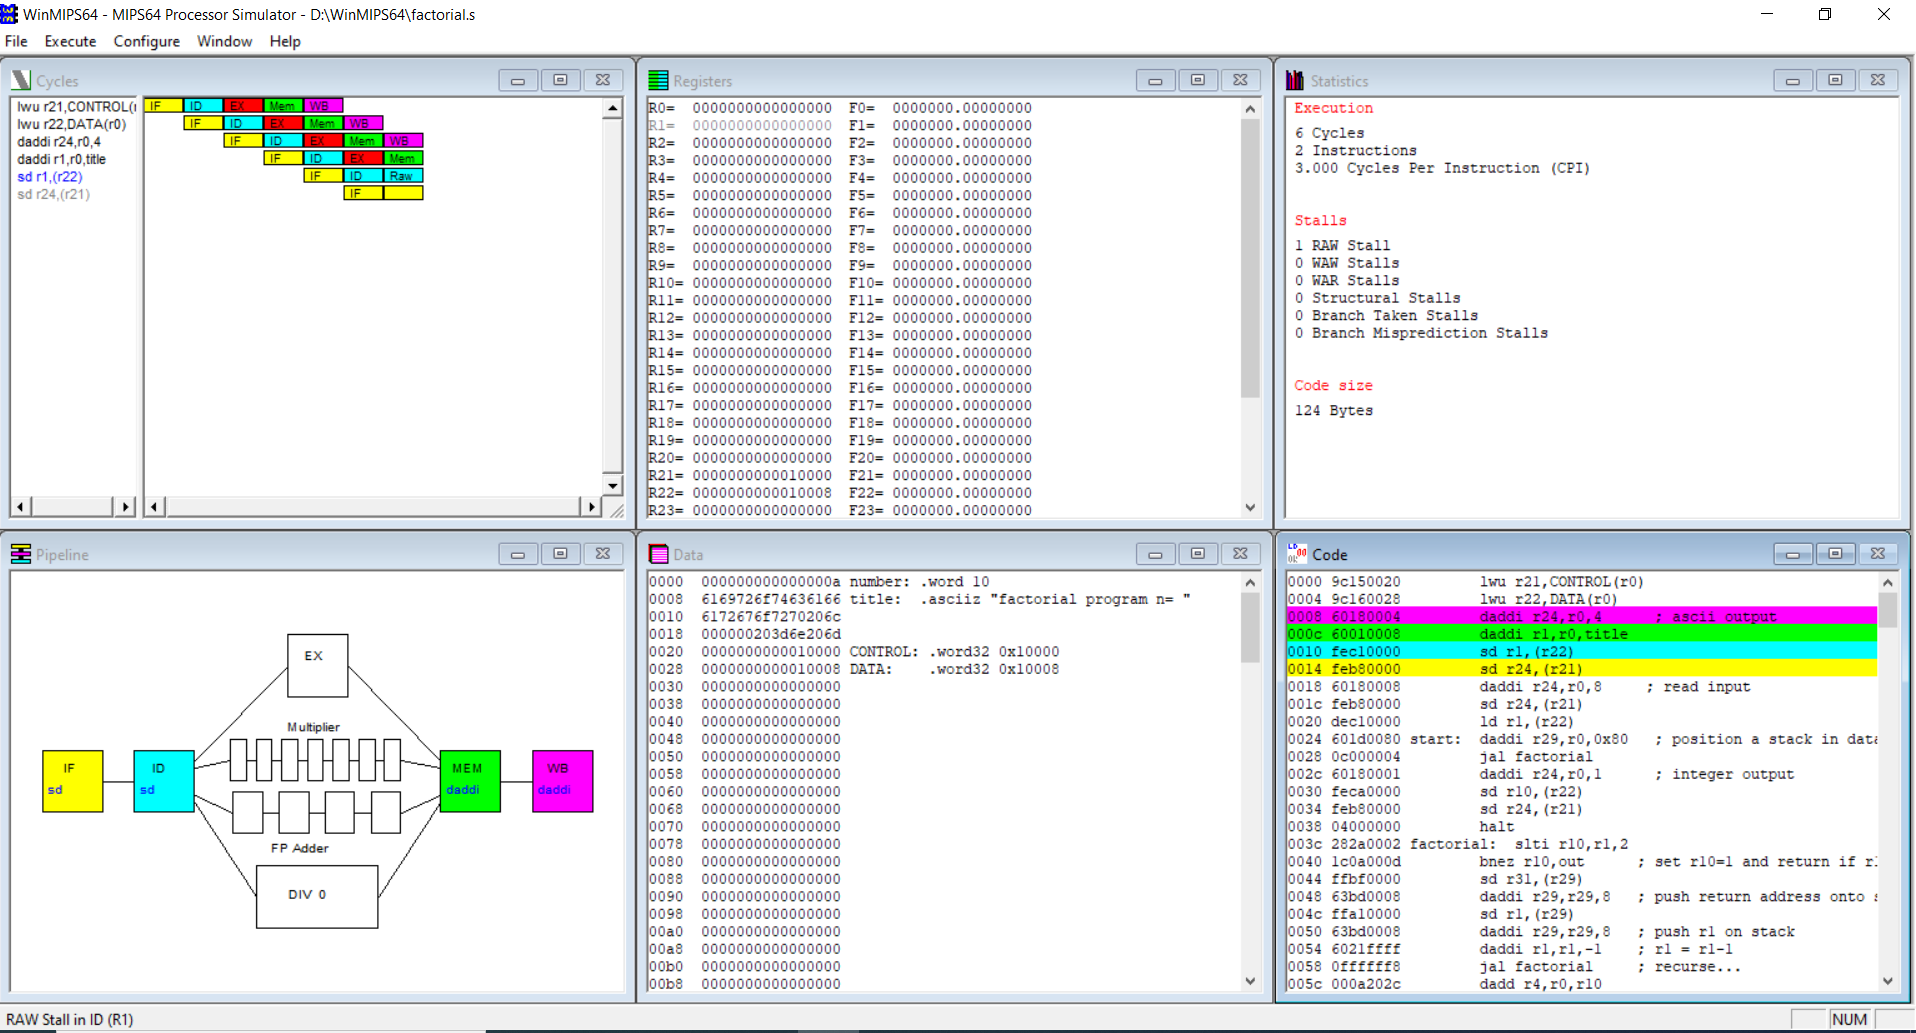 WinMIPS64 - MIPS64 Processor Simulator - D:\WinMIPS64\factorial.s
File Execute Configure Window Help
Cycles
lwu r21,CONTROL(r
lwu r22,DATA(r0)
daddi r24,r0,4
daddi r1,r0,title
sd r1,(r22)
sd r24,(r21)
IF ID EX Mem WB
IF ID EX Mem WB
IF ID EX Mem WB
IF ID EX Mem
IF ID Raw
IF
Registers
R0= 0000000000000000 F0= 0000000.00000000
R1= 0000000000000000 F1= 0000000.00000000
R2= 0000000000000000 F2= 0000000.00000000
R3= 0000000000000000 F3= 0000000.00000000
R4= 0000000000000000 F4= 0000000.00000000
R5= 0000000000000000 F5= 0000000.00000000
R6= 0000000000000000 F6= 0000000.00000000
R7= 0000000000000000 F7= 0000000.00000000
R8= 0000000000000000 F8= 0000000.00000000
R9= 0000000000000000 F9= 0000000.00000000
R10= 0000000000000000 F10= 0000000.00000000
R11= 0000000000000000 F11= 0000000.00000000
R12= 0000000000000000 F12= 0000000.00000000
R13= 0000000000000000 F13= 0000000.00000000
R14= 0000000000000000 F14= 0000000.00000000
R15= 0000000000000000 F15= 0000000.00000000
R16= 0000000000000000 F16= 0000000.00000000
R17= 0000000000000000 F17= 0000000.00000000
R18= 0000000000000000 F18= 0000000.00000000
R19= 0000000000000000 F19= 0000000.00000000
R20= 0000000000000000 F20= 0000000.00000000
R21= 0000000000010000 F21= 0000000.00000000
R22= 0000000000010008 F22= 0000000.00000000
R23= 0000000000000000 F23= 0000000.00000000
Statistics
Execution
6 Cycles
2 Instructions
3.000 Cycles Per Instruction (CPI)
Stalls
1 RAW Stall
0 WAW Stalls
0 WAR Stalls
0 Structural Stalls
0 Branch Taken Stalls
0 Branch Misprediction Stalls
Code size
124 Bytes
Pipeline
EX
Multiplier
IF
sd
ID
sd
MEM
daddi
WB
daddi
FP Adder
DIV 0
Data
0000 000000000000000a number: .word 10
0008 6169726f74636166 title: .asciiz "factorial program n= "
0010 6172676f7270206c
0018 000000203d6e206d
0020 0000000000010000 CONTROL: .word32 0x10000
0028 0000000000010008 DATA: .word32 0x10008
0030 0000000000000000
0038 0000000000000000
0040 0000000000000000
0048 0000000000000000
0050 0000000000000000
0058 0000000000000000
0060 0000000000000000
0068 0000000000000000
0070 0000000000000000
0078 0000000000000000
0080 0000000000000000
0088 0000000000000000
0090 0000000000000000
0098 0000000000000000
00a0 0000000000000000
00a8 0000000000000000
00b0 0000000000000000
00b8 0000000000000000
Code
0000 9c150020 lwu r21,CONTROL(r0)
0004 9c160028 lwu r22,DATA(r0)
0008 60180004 daddi r24,r0,4 ; ascii output
000c 60010008 daddi r1,r0,title
0010 fec10000 sd r1,(r22)
0014 feb80000 sd r24,(r21)
0018 60180008 daddi r24,r0,8 ; read input
001c feb80000 sd r24,(r21)
0020 dec10000 ld r1,(r22)
0024 601d0080 start: daddi r29,r0,0x80 ; position a stack in data
0028 0c000004 jal factorial
002c 60180001 daddi r24,r0,1 ; integer output
0030 feca0000 sd r10,(r22)
0034 feb80000 sd r24,(r21)
0038 04000000 halt
003c 282a0002 factorial: slti r10,r1,2
0040 1c0a000d bnez r10,out ; set r10=1 and return if r
0044 ffbf0000 sd r31,(r29)
0048 63bd0008 daddi r29,r29,8 ; push return address onto s
004c ffa10000 sd r1,(r29)
0050 63bd0008 daddi r29,r29,8 ; push r1 on stack
0054 6021ffff daddi r1,r1,-1 ; r1 = r1-1
0058 0ffffff8 jal factorial ; recurse...
005c 000a202c dadd r4,r0,r10
RAW Stall in ID (R1)
NUM